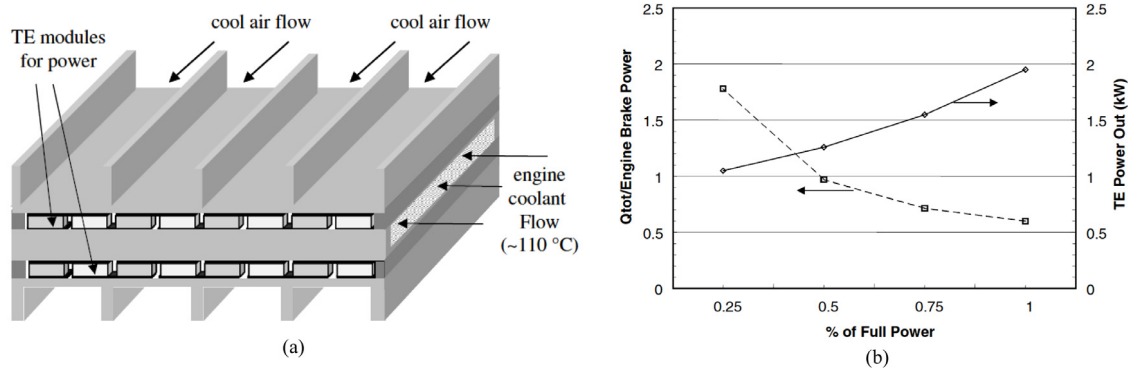 cool air flow
cool air flow
TE modules
for power
engine
coolant
Flow
(~110 °C)
(a)
2.5
2
1.5
1
0.5
0
Qtot/Engine Brake Power
2.5
2
1.5
1
0.5
0
TE Power Out (kW)
0.25
0.5
0.75
1
% of Full Power
(b)